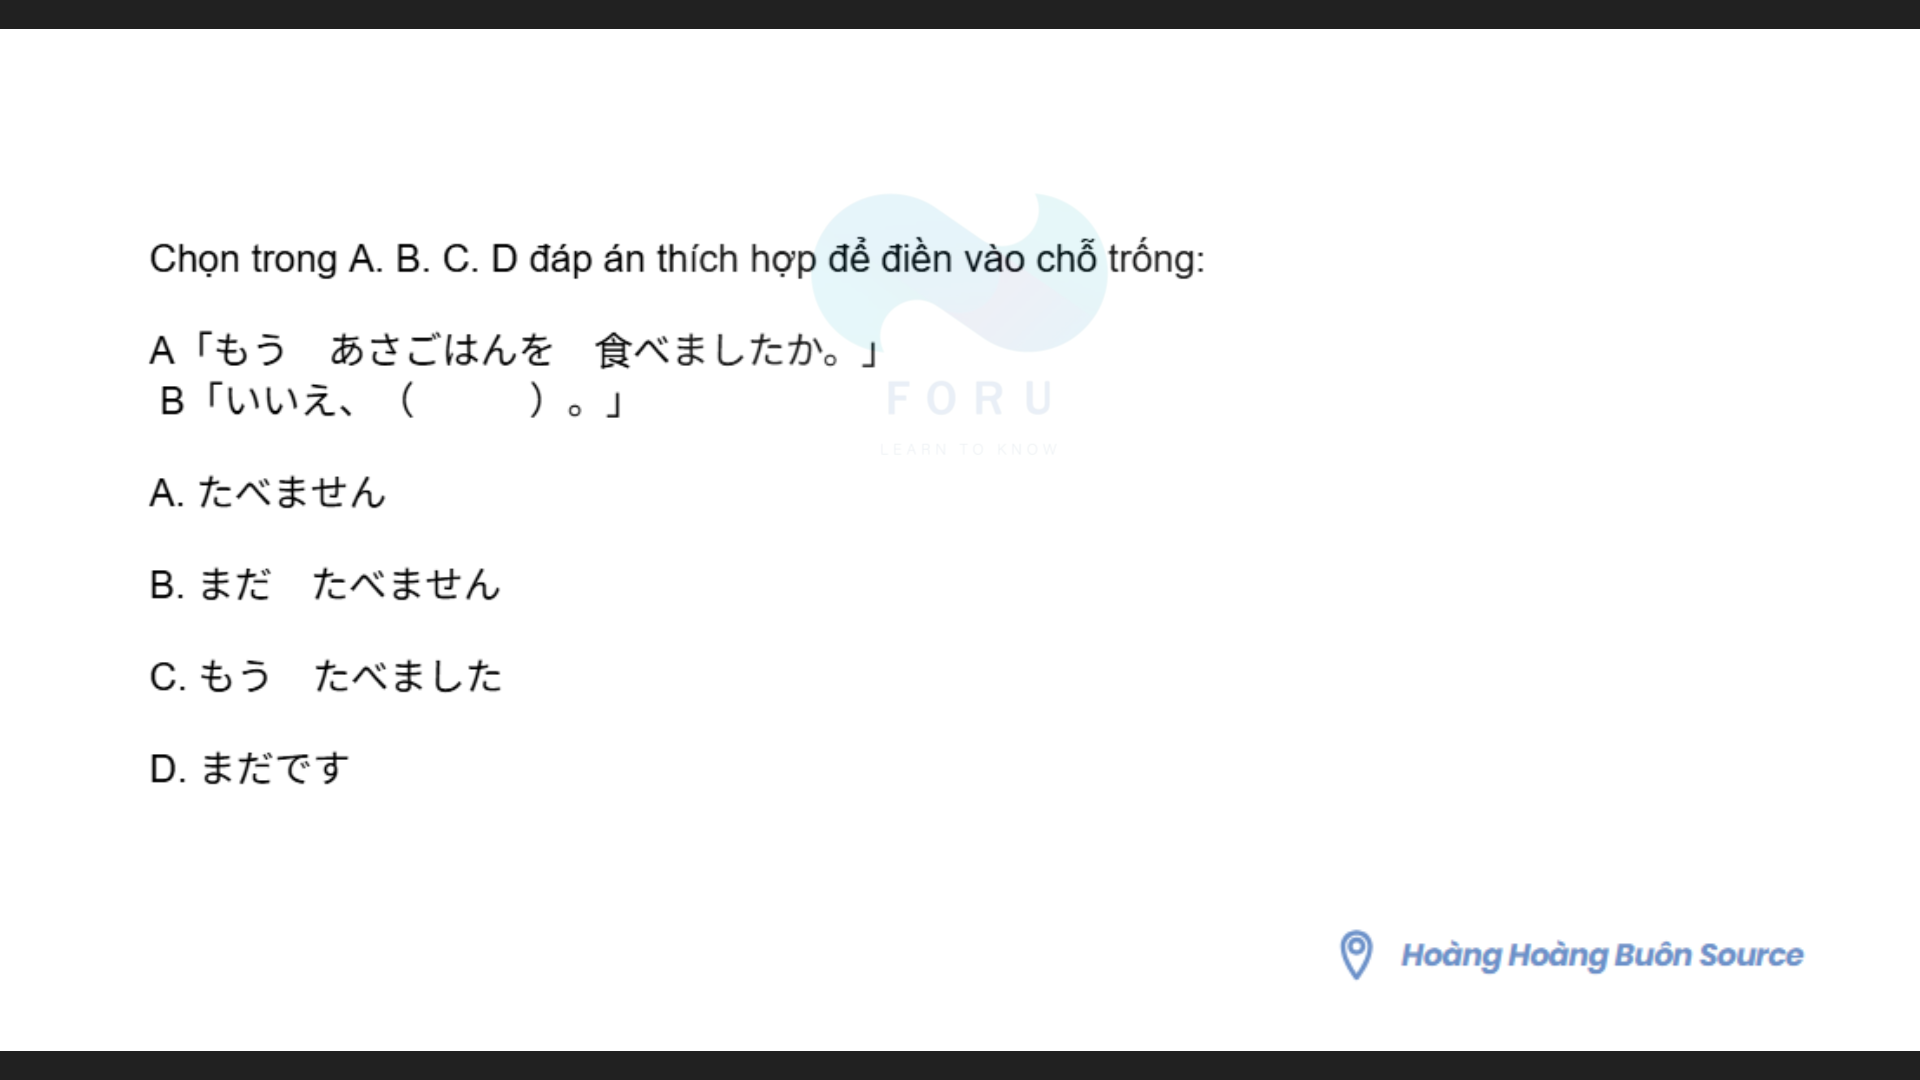 Chọn trong A. B. C. D đáp án thích hợp để điền vào chỗ trống:
A「もう　あさごはんを　食べましたか。」
B「いいえ、（　　　）。」
FORU
LEARN TO KNOW
A. たべません
B. まだ　たべません
C. もう　たべました
D. まだです
Hoàng Hoàng Buôn Source